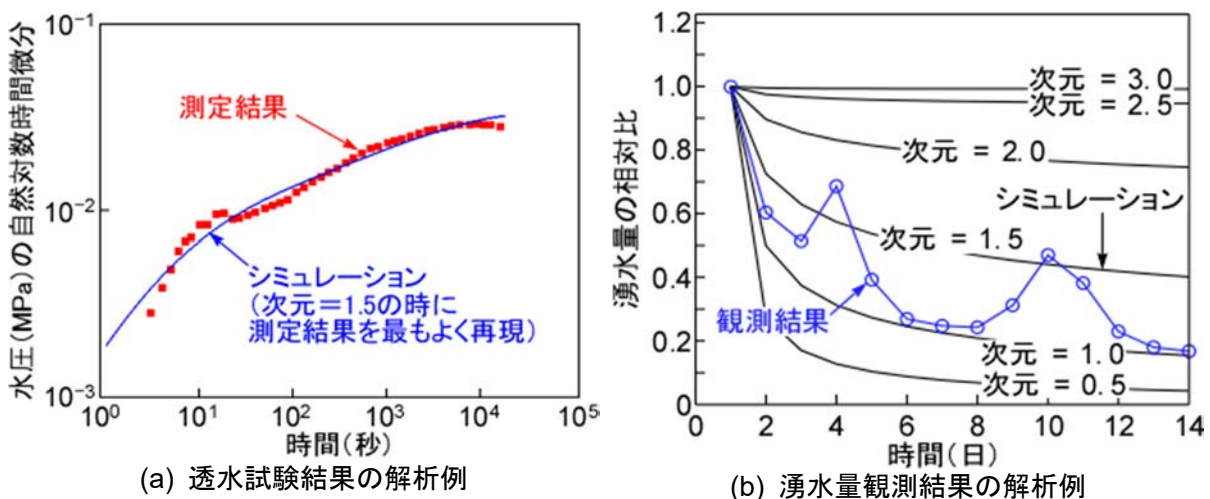 水圧(MPa)の自然対数時間微分
10⁻¹
10⁻²
10⁻³
測定結果
シミュレーション
(次元=1.5の時に
測定結果を最もよく再現)
10⁰ 10¹ 10² 10³ 10⁴ 10⁵
時間(秒)
(a) 透水試験結果の解析例
湧水量の相対比
1.2
1.0
0.8
0.6
0.4
0.2
0
次元 = 3.0
次元 = 2.5
次元 = 2.0
シミュレーション
次元 = 1.5
観測結果
次元 = 1.0
次元 = 0.5
0 2 4 6 8 10 12 14
時間(日)
(b) 湧水量観測結果の解析例